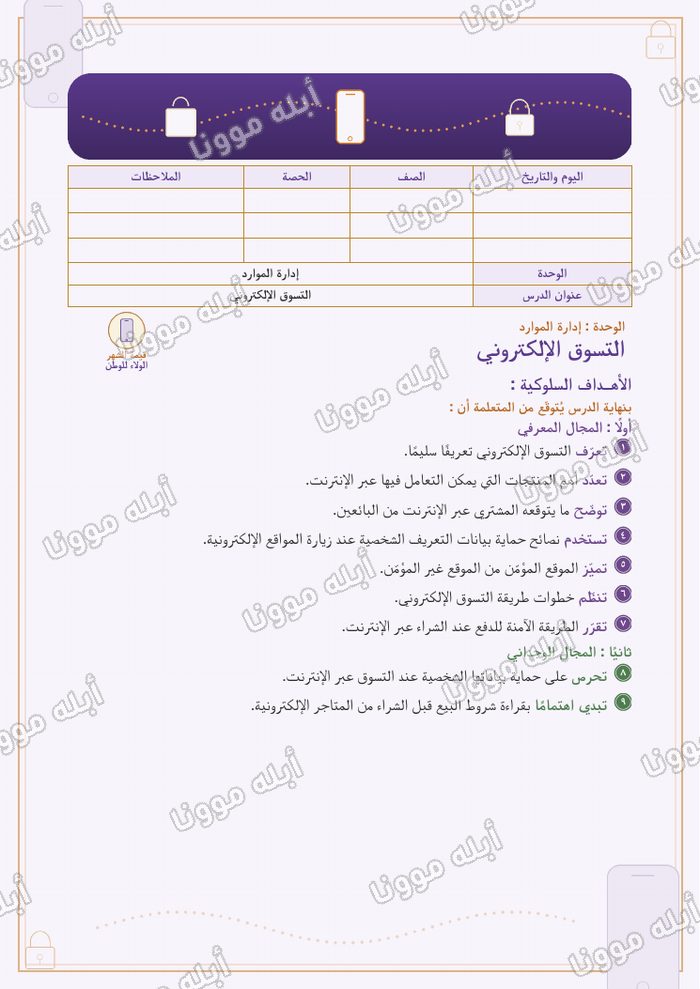 اليوم والتاريخ الصف الحصة الملاحظات
الوحدة إدارة الموارد
عنوان الدرس التسوق الإلكتروني
الوحدة : إدارة الموارد
التسوق الإلكتروني
الولاء للوطن
الأهـداف السلوكية :
بنهاية الدرس يُتوقّع من المتعلمة أن :
أولًا : المجال المعرفي
١ تعرّف التسوق الإلكتروني تعريفًا سليمًا.
٢ تعدّد أهم المنتجات التي يمكن التعامل فيها عبر الإنترنت.
٣ توضّح ما يتوقعه المشتري عبر الإنترنت من البائعين.
٤ تستخدم نصائح حماية بيانات التعريف الشخصية عند زيارة المواقع الإلكترونية.
٥ تميّز الموقع المؤمّن من الموقع غير المؤمّن.
٦ تنظّم خطوات طريقة التسوق الإلكتروني.
٧ تقرّر الطريقة الآمنة للدفع عند الشراء عبر الإنترنت.
ثانيًا : المجال الوجداني
٨ تحرص على حماية بياناتها الشخصية عند التسوق عبر الإنترنت.
٩ تبدي اهتمامًا بقراءة شروط البيع قبل الشراء من المتاجر الإلكترونية.
أبله موونا